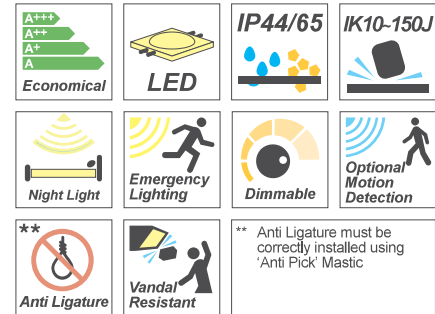 A+++
A++
A+
A
Economical
LED
IP44/65
IK10~150J
Night Light
Emergency
Lighting
Dimmable
Optional
Motion
Detection
**
Anti Ligature
Vandal
Resistant
** Anti Ligature must be
correctly installed using
'Anti Pick' Mastic